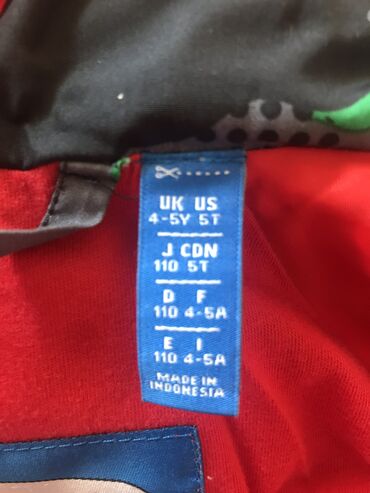 UK US
4-5Y 5T
J CDN
110 5T
D F
110 4-5A
E I
110 4-5A
MADE IN
INDONESIA